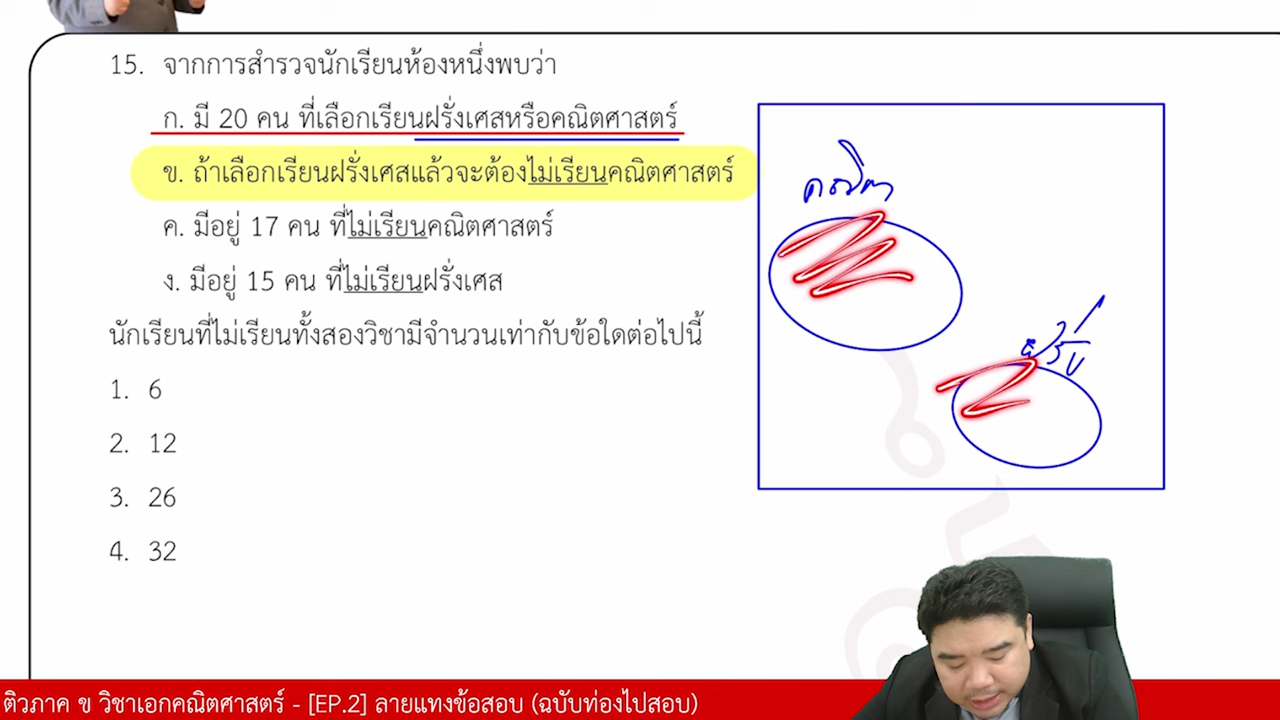 15. จากการสำรวจนักเรียนห้องหนึ่งพบว่า
ก. มี 20 คน ที่เลือกเรียนฝรั่งเศสหรือคณิตศาสตร์
ข. ถ้าเลือกเรียนฝรั่งเศสแล้วจะต้องไม่เรียนคณิตศาสตร์
ค. มีอยู่ 17 คน ที่ไม่เรียนคณิตศาสตร์
ง. มีอยู่ 15 คน ที่ไม่เรียนฝรั่งเศส
นักเรียนที่ไม่เรียนทั้งสองวิชามีจำนวนเท่ากับข้อใดต่อไปนี้
1. 6
2. 12
3. 26
4. 32
ติวภาค ข วิชาเอกคณิตศาสตร์ - [EP.2] ลายแทงข้อสอบ (ฉบับท่องไปสอบ)